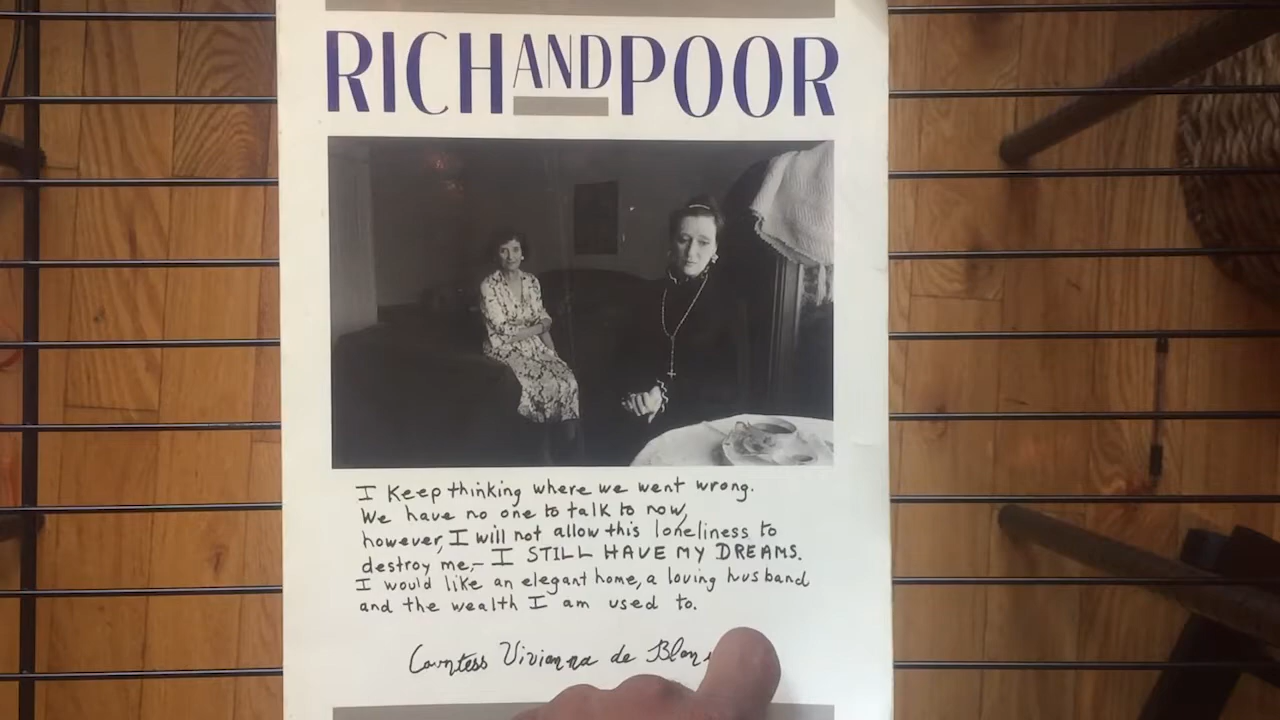 RICH AND POOR
I Keep thinking where we went wrong.
We have no one to talk to now,
however, I will not allow this loneliness to
destroy me,- I STILL HAVE MY DREAMS.
I would like an elegant home, a loving husband
and the wealth I am used to.
Countess Vivianna de